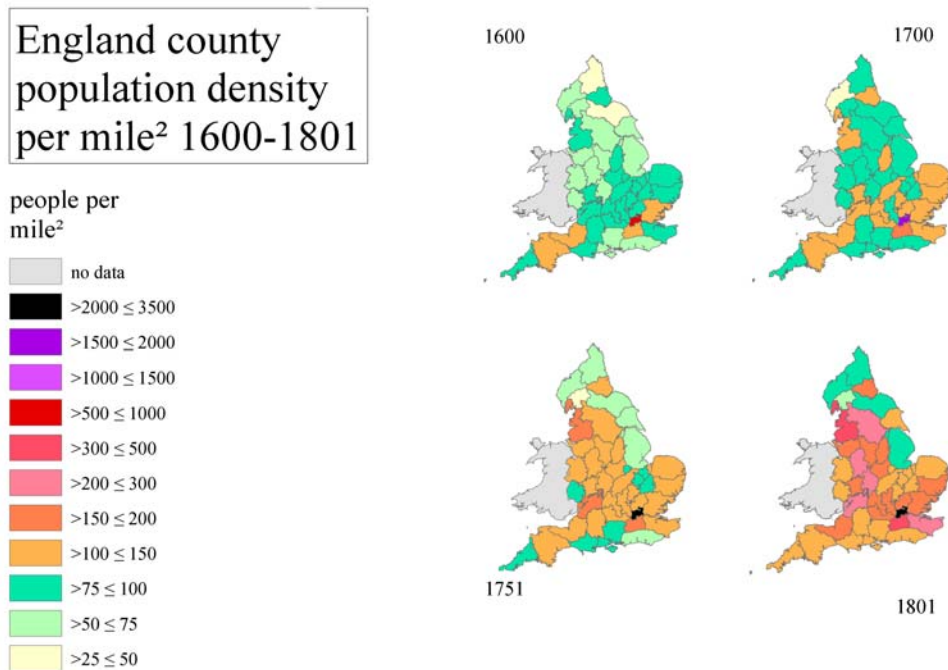 England county
population density
per mile² 1600-1801
people per
mile²
no data
>2000 ≤ 3500
>1500 ≤ 2000
>1000 ≤ 1500
>500 ≤ 1000
>300 ≤ 500
>200 ≤ 300
>150 ≤ 200
>100 ≤ 150
>75 ≤ 100
>50 ≤ 75
>25 ≤ 50
1600
1700
1751
1801